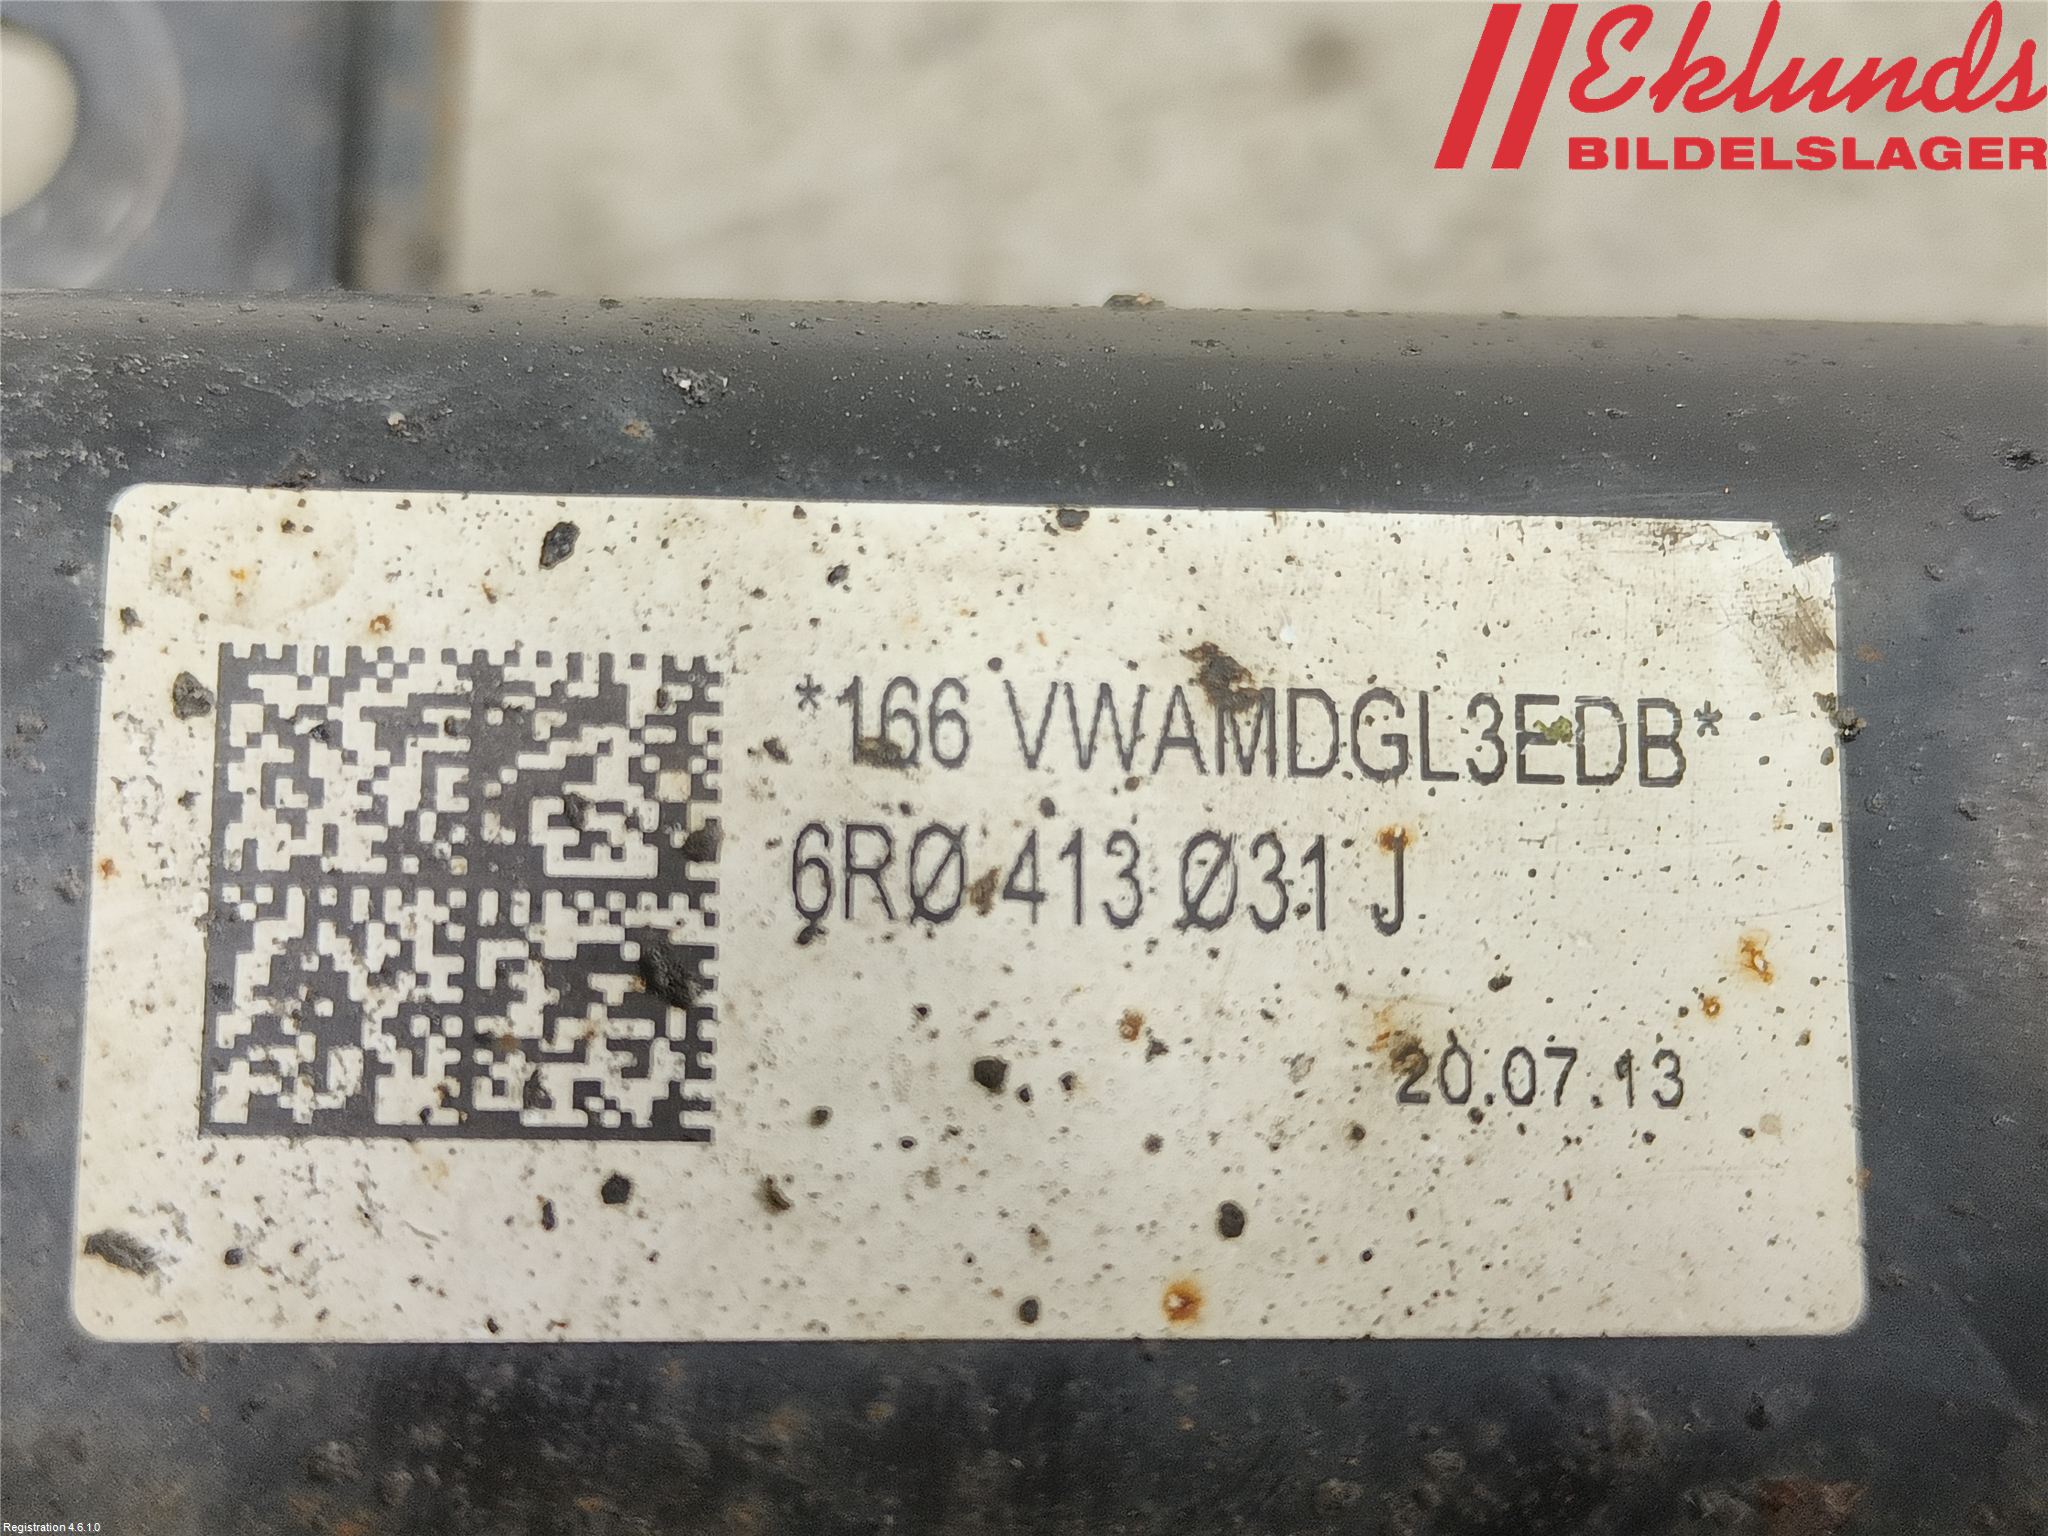 Eklunds
BILDELSLAGER
*166 VWAMDGL3EDB*
6RØ 413 Ø31 J
20.07.13
Registration 4.6.1.0